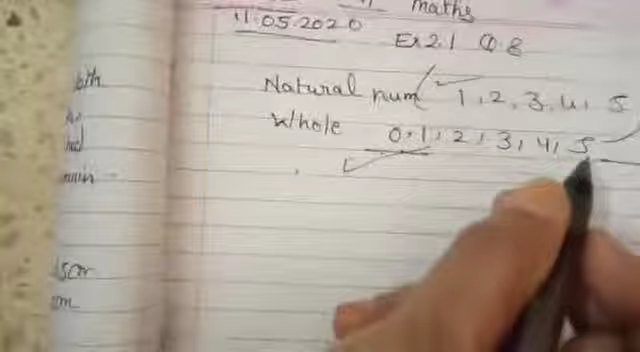 maths
11.05.2020 Ex 2.1 Q.8
Natural num 1, 2, 3, 4, 5
Whole 0, 1, 2, 3, 4, 5